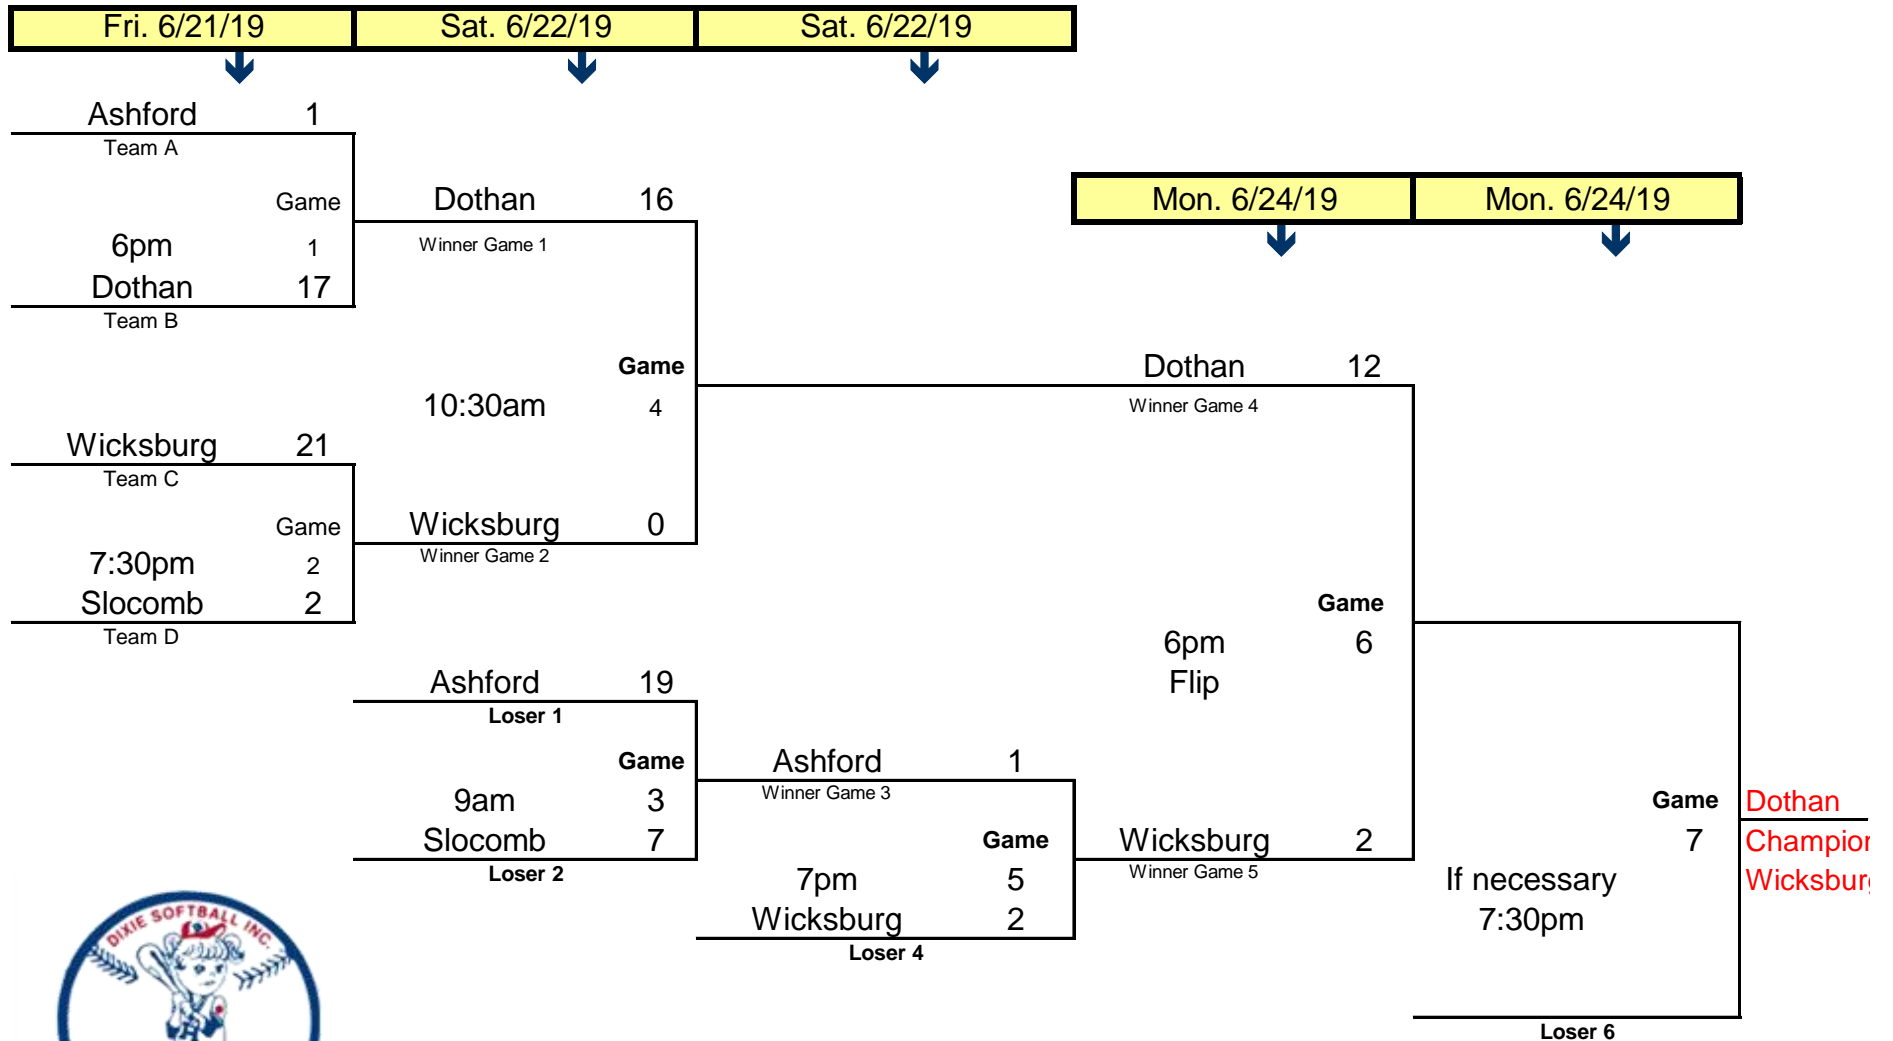 Fri. 6/21/19 Sat. 6/22/19 Sat. 6/22/19
Ashford 1
Team A
Mon. 6/24/19 Mon. 6/24/19
Game Dothan 16
6pm 1 Winner Game 1
Dothan 17
Team B
Game Dothan 12
10:30am 4 Winner Game 4
Wicksburg 21
Team C
Game Wicksburg 0
7:30pm 2 Winner Game 2
Slocomb 2 Game
Team D 6pm 6
Ashford 19 Flip
Loser 1
Game Ashford 1
9am 3 Winner Game 3 Game Dothan
Slocomb 7 Game Wicksburg 2 7 Champion
Loser 2 7pm 5 Winner Game 5 If necessary Wicksburg
Wicksburg 2 7:30pm
Loser 4
Loser 6
DIXIE SOFTBALL INC.